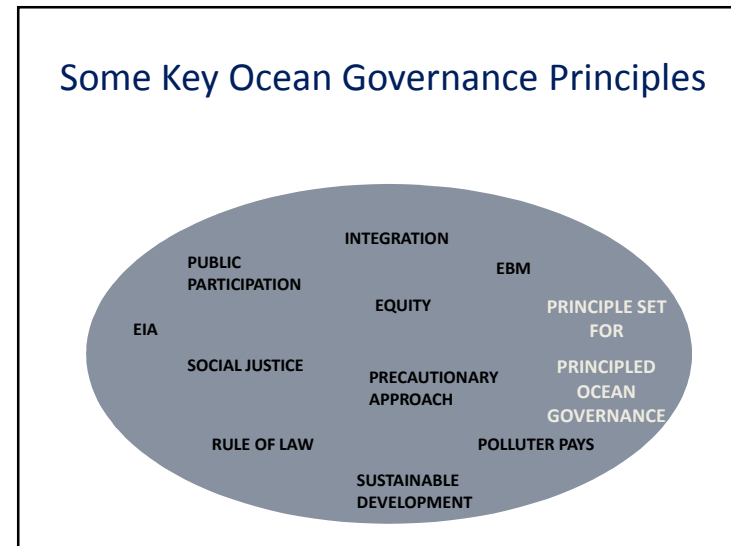 Some Key Ocean Governance Principles
INTEGRATION
PUBLIC
PARTICIPATION
EBM
EQUITY
PRINCIPLE SET
FOR
EIA
SOCIAL JUSTICE
PRECAUTIONARY
APPROACH
PRINCIPLED
OCEAN
GOVERNANCE
RULE OF LAW
POLLUTER PAYS
SUSTAINABLE
DEVELOPMENT